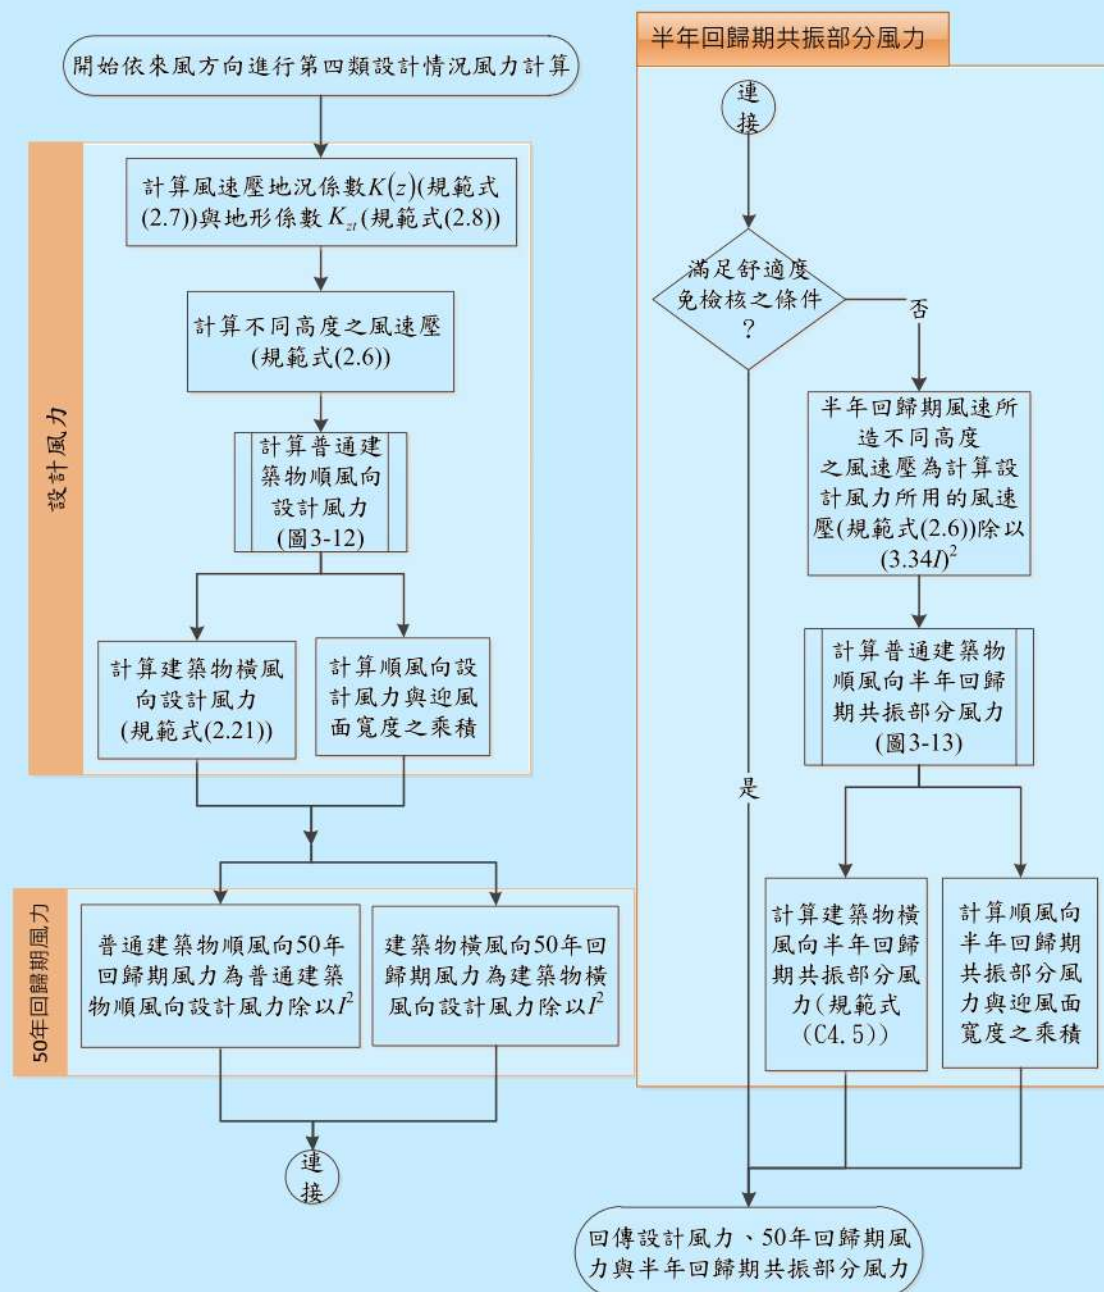 開始依來風方向進行第四類設計情況風力計算
設計風力
計算風速壓地況係數K(z)(規範式
(2.7))與地形係數K_{zt}(規範式(2.8))
計算不同高度之風速壓
(規範式(2.6))
計算普通建
築物順風向
設計風力
(圖3-12)
計算建築物橫風
向設計風力
(規範式(2.21))
計算順風向設
計風力與迎風
面寬度之乘積
50年回歸期風力
普通建築物順風向50年
回歸期風力為普通建築
物順風向設計風力除以I²
建築物橫風向50年回
歸期風力為建築物橫
風向設計風力除以I²
連
接
半年回歸期共振部分風力
連
接
滿足舒適度
免檢核之條件
?
否
是
半年回歸期風速所
造不同高度
之風速壓為計算設
計風力所用的風速
壓(規範式(2.6))除以
(3.34I)²
計算普通建築物
順風向半年回歸
期共振部分風力
(圖3-13)
計算建築物橫
風向半年回歸
期共振部分風
力(規範式
(C4.5))
計算順風向
半年回歸期
共振部分風
力與迎風面
寬度之乘積
回傳設計風力、50年回歸期風
力與半年回歸期共振部分風力